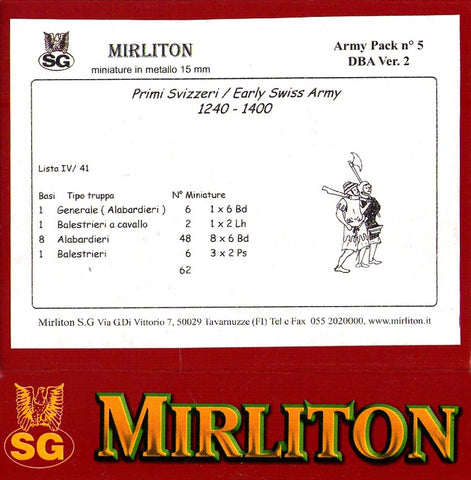 SG
MIRLITON
miniature in metallo 15 mm
Army Pack n° 5
DBA Ver. 2
Primi Svizzeri / Early Swiss Army
1240 - 1400
Lista IV/ 41
Basi Tipo truppa N° Miniature
1 Generale ( Alabardieri ) 6 1 x 6 Bd
1 Balestrieri a cavallo 2 1 x 2 Lh
8 Alabardieri 48 8 x 6 Bd
1 Balestrieri 6 3 x 2 Ps
62
Mirliton S.G Via G.Di Vittorio 7, 50029 Tavarnuzze (FI) Tel e Fax 055 2020000, www.mirliton.it
SG
MIRLITON